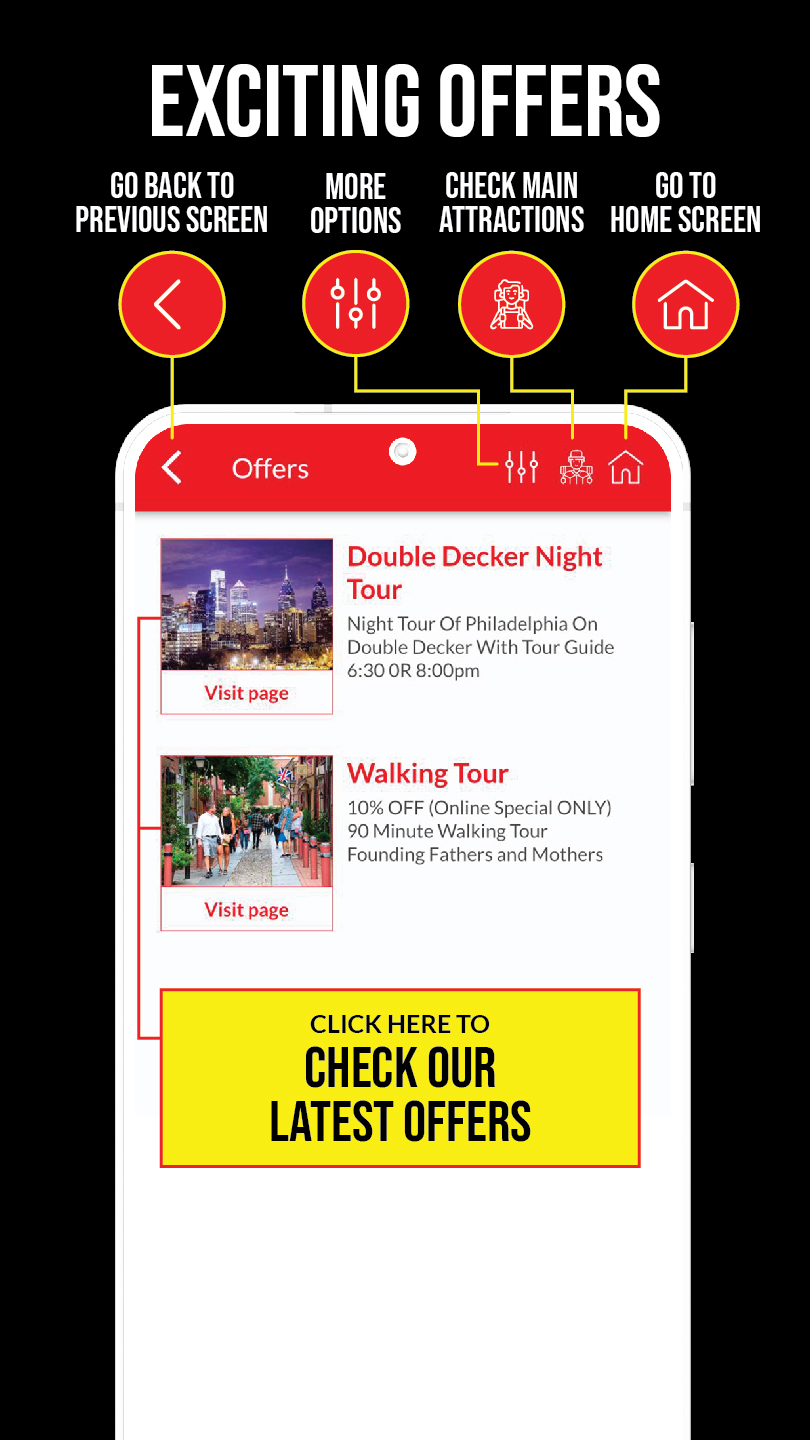 EXCITING OFFERS
GO BACK TO
PREVIOUS SCREEN
MORE
OPTIONS
CHECK MAIN
ATTRACTIONS
GO TO
HOME SCREEN
Offers
Double Decker Night
Tour
Night Tour Of Philadelphia On
Double Decker With Tour Guide
6:30 0R 8:00pm
Visit page
Walking Tour
10% OFF (Online Special ONLY)
90 Minute Walking Tour
Founding Fathers and Mothers
Visit page
CLICK HERE TO
CHECK OUR
LATEST OFFERS